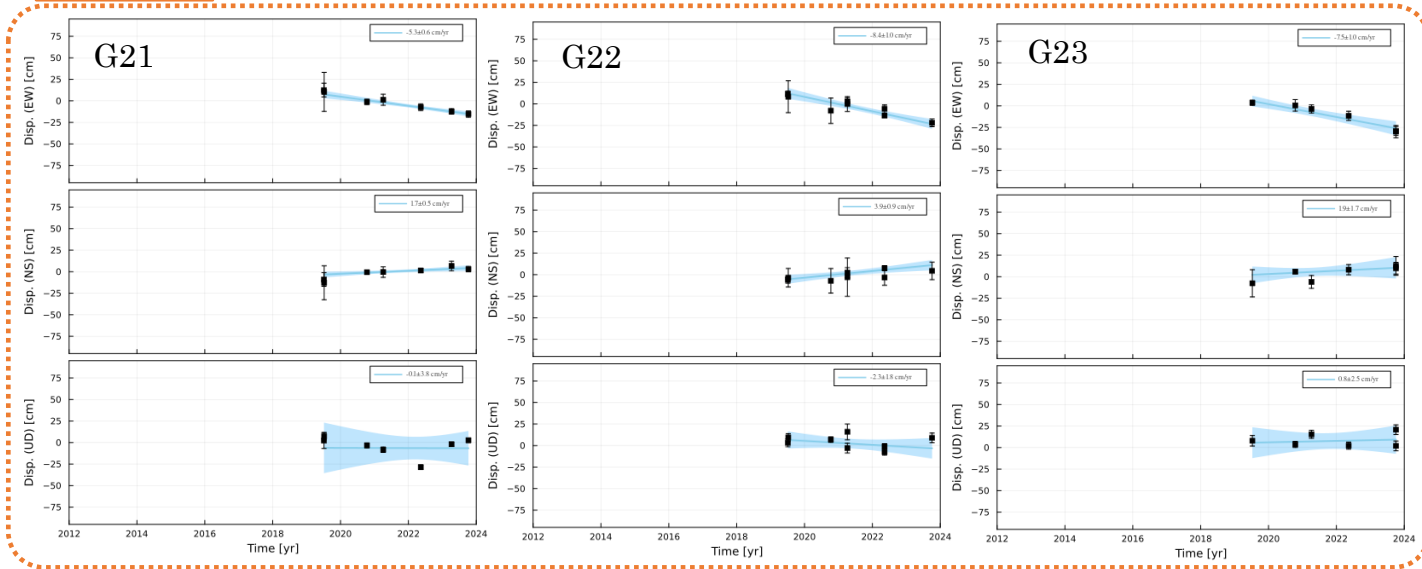 G21
-5.3±0.6 cm/yr
Disp. (EW) [cm]
75
50
25
0
−25
−50
−75
1.7±0.5 cm/yr
Disp. (NS) [cm]
75
50
25
0
−25
−50
−75
-0.1±3.8 cm/yr
Disp. (UD) [cm]
75
50
25
0
−25
−50
−75
2012 2014 2016 2018 2020 2022 2024
Time [yr]
G22
-8.4±1.0 cm/yr
Disp. (EW) [cm]
75
50
25
0
−25
−50
−75
3.9±0.9 cm/yr
Disp. (NS) [cm]
75
50
25
0
−25
−50
−75
-2.3±1.8 cm/yr
Disp. (UD) [cm]
75
50
25
0
−25
−50
−75
2012 2014 2016 2018 2020 2022 2024
Time [yr]
G23
-7.5±1.0 cm/yr
Disp. (EW) [cm]
75
50
25
0
−25
−50
−75
1.9±1.7 cm/yr
Disp. (NS) [cm]
75
50
25
0
−25
−50
−75
0.8±2.5 cm/yr
Disp. (UD) [cm]
75
50
25
0
−25
−50
−75
2012 2014 2016 2018 2020 2022 2024
Time [yr]